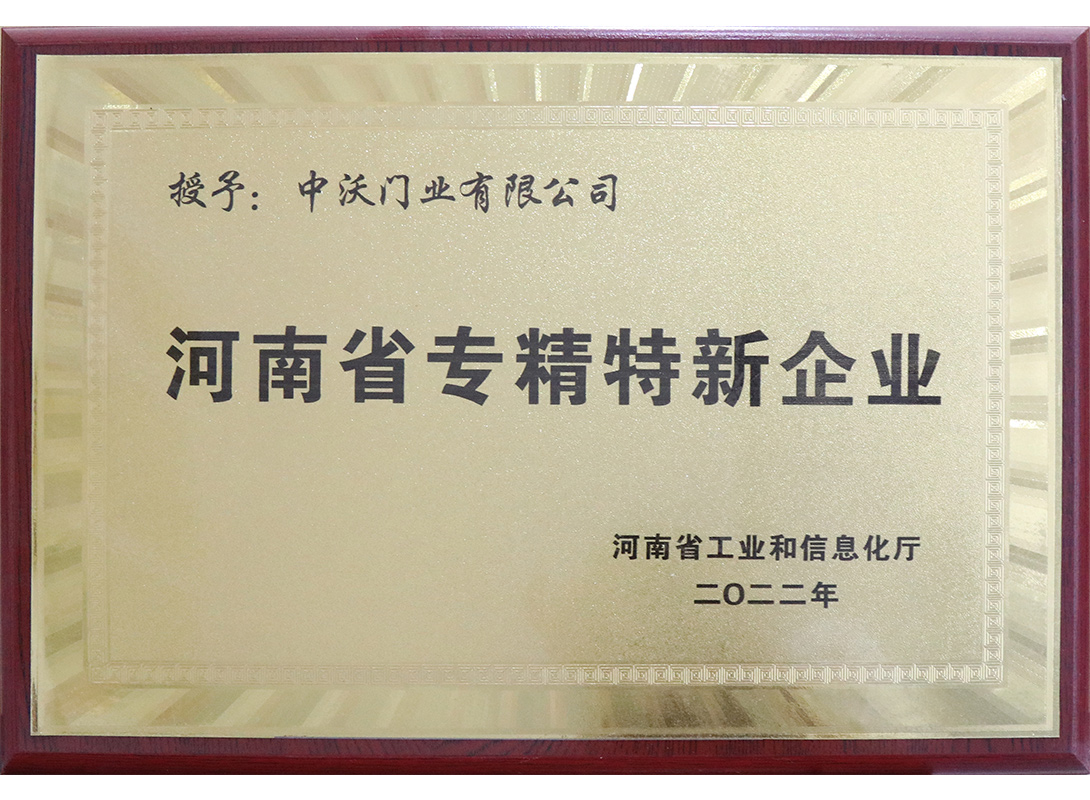 授予：中沃门业有限公司
河南省专精特新企业
河南省工业和信息化厅
二〇二二年